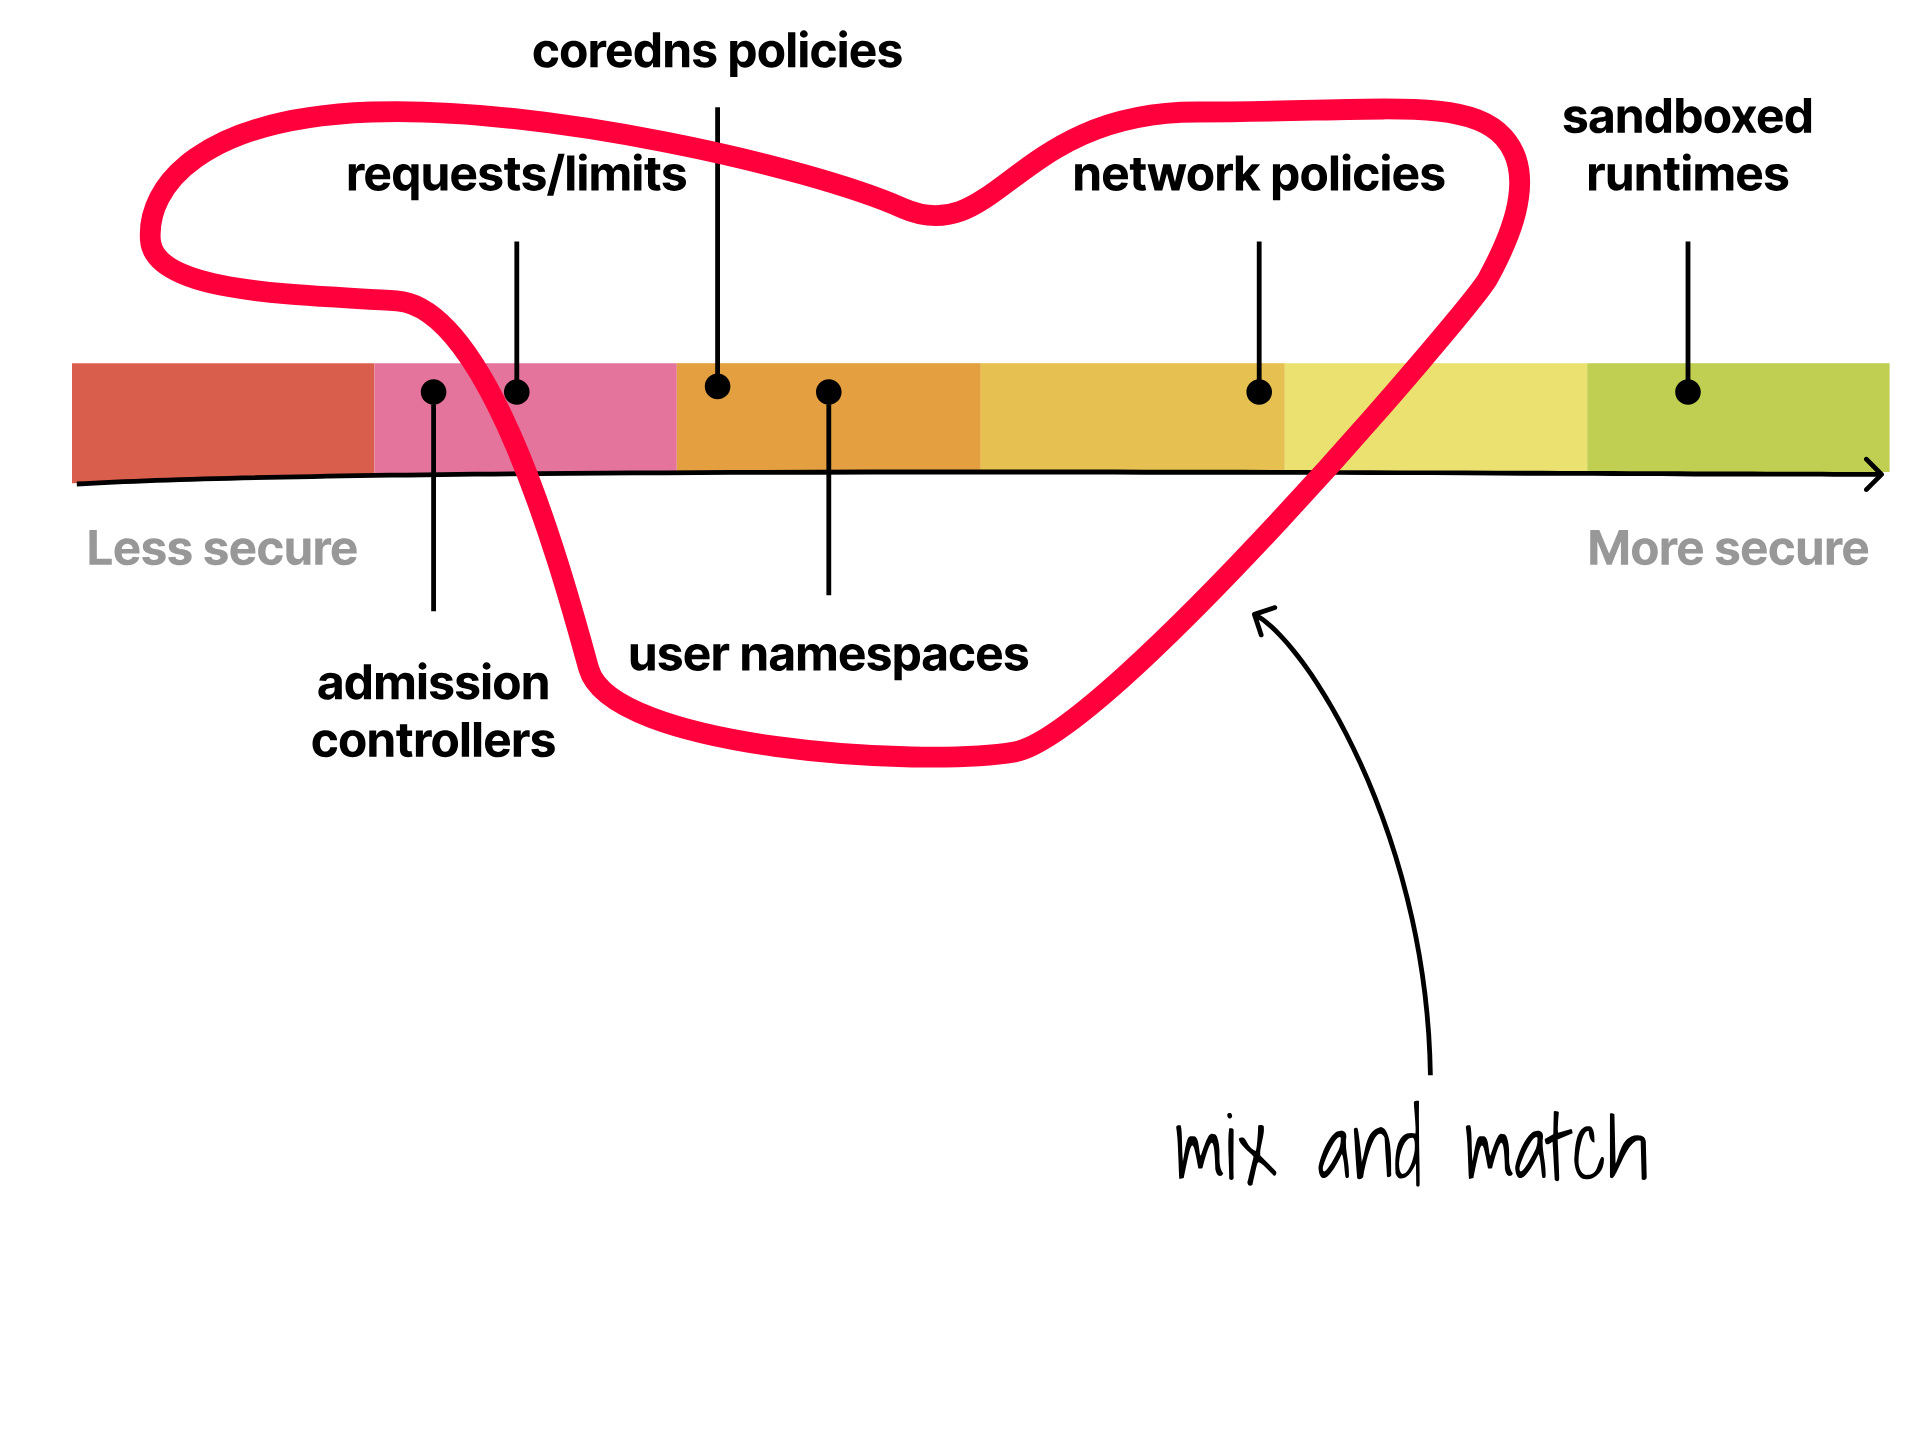 coredns policies
sandboxed
runtimes
requests/limits
network policies
Less secure
More secure
user namespaces
admission
controllers
mix and match